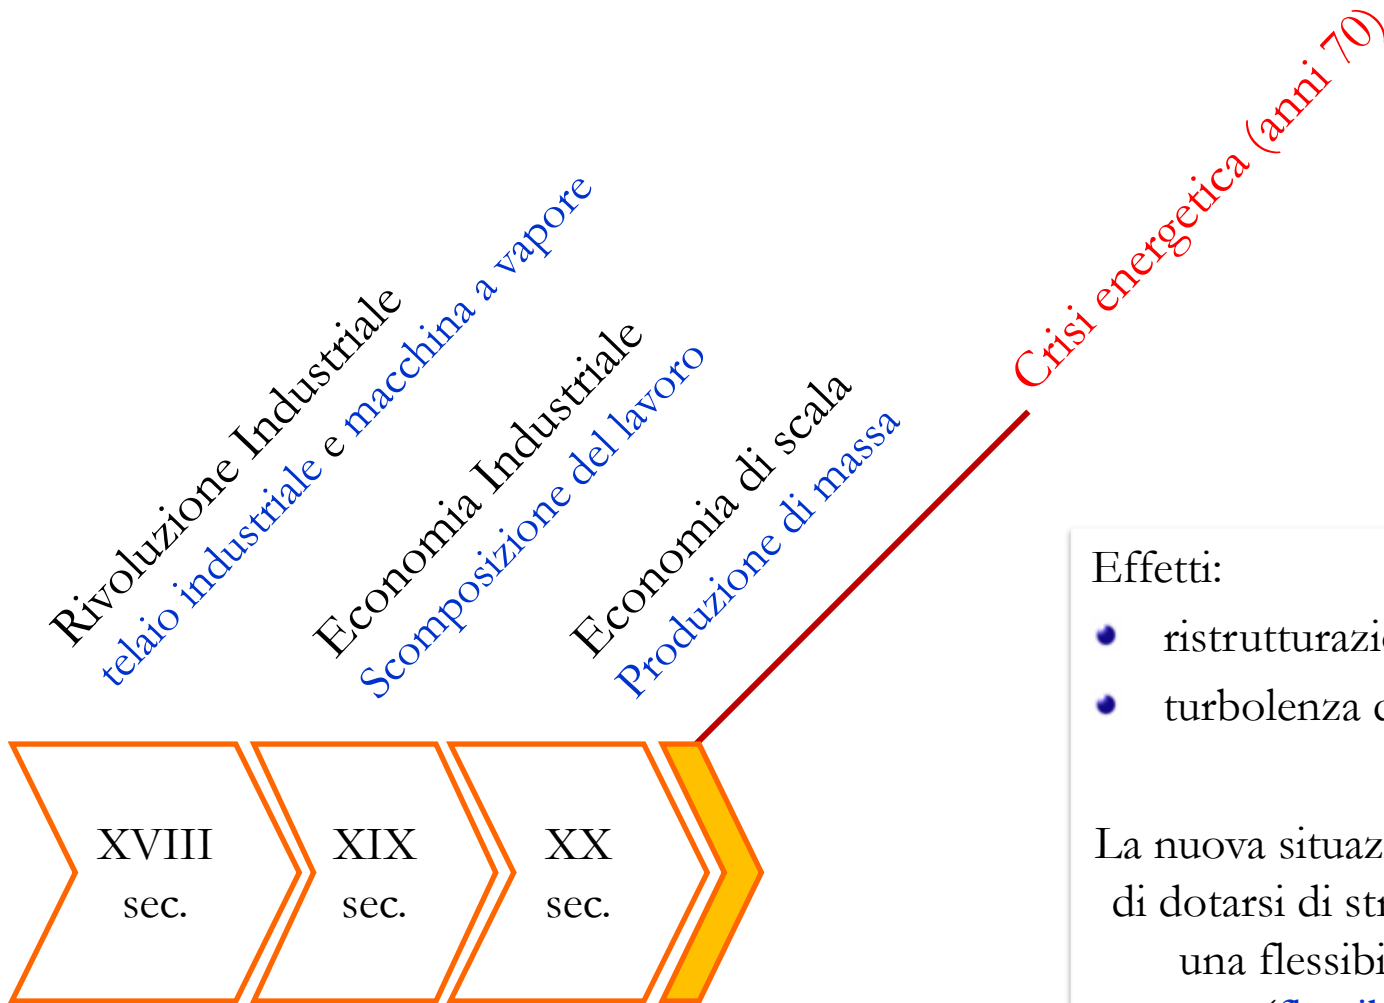 Rivoluzione Industriale
telaio industriale e macchina a vapore
Economia Industriale
Scomposizione del lavoro
Economia di scala
Produzione di massa
Crisi energetica (anni 70)
XVIII
sec.
XIX
sec.
XX
sec.
Effetti:
ristrutturazi
turbolenza
La nuova situaz
di dotarsi di str
una flessibi